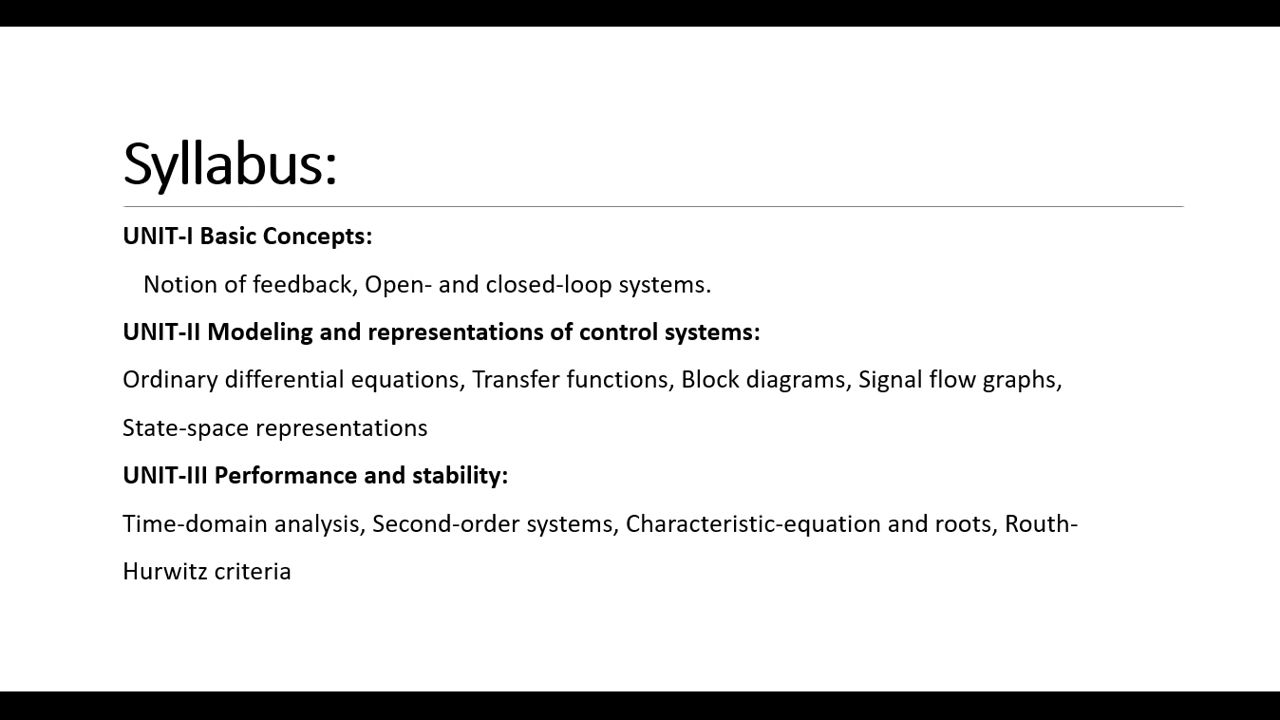 Syllabus:
UNIT-I Basic Concepts:
Notion of feedback, Open- and closed-loop systems.
UNIT-II Modeling and representations of control systems:
Ordinary differential equations, Transfer functions, Block diagrams, Signal flow graphs,
State-space representations
UNIT-III Performance and stability:
Time-domain analysis, Second-order systems, Characteristic-equation and roots, Routh-
Hurwitz criteria